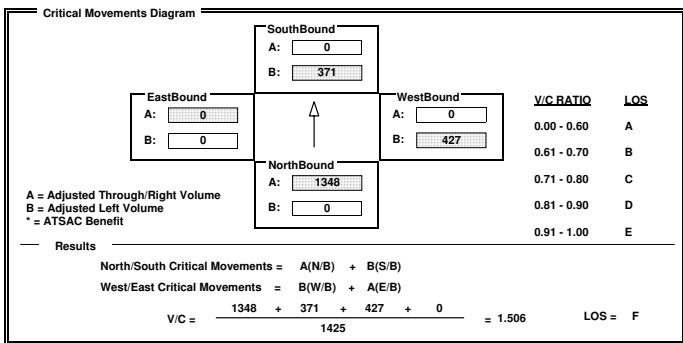 Critical Movements Diagram
SouthBound
A: 0
B: 371
EastBound
A: 0
B: 0
WestBound
A: 0
B: 427
NorthBound
A: 1348
B: 0
V/C RATIO LOS
0.00 - 0.60 A
0.61 - 0.70 B
0.71 - 0.80 C
0.81 - 0.90 D
0.91 - 1.00 E
A = Adjusted Through/Right Volume
B = Adjusted Left Volume
* = ATSAC Benefit
Results
North/South Critical Movements = A(N/B) + B(S/B)
West/East Critical Movements = B(W/B) + A(E/B)
V/C = 1348 + 371 + 427 + 0 = 1.506 LOS = F
1425